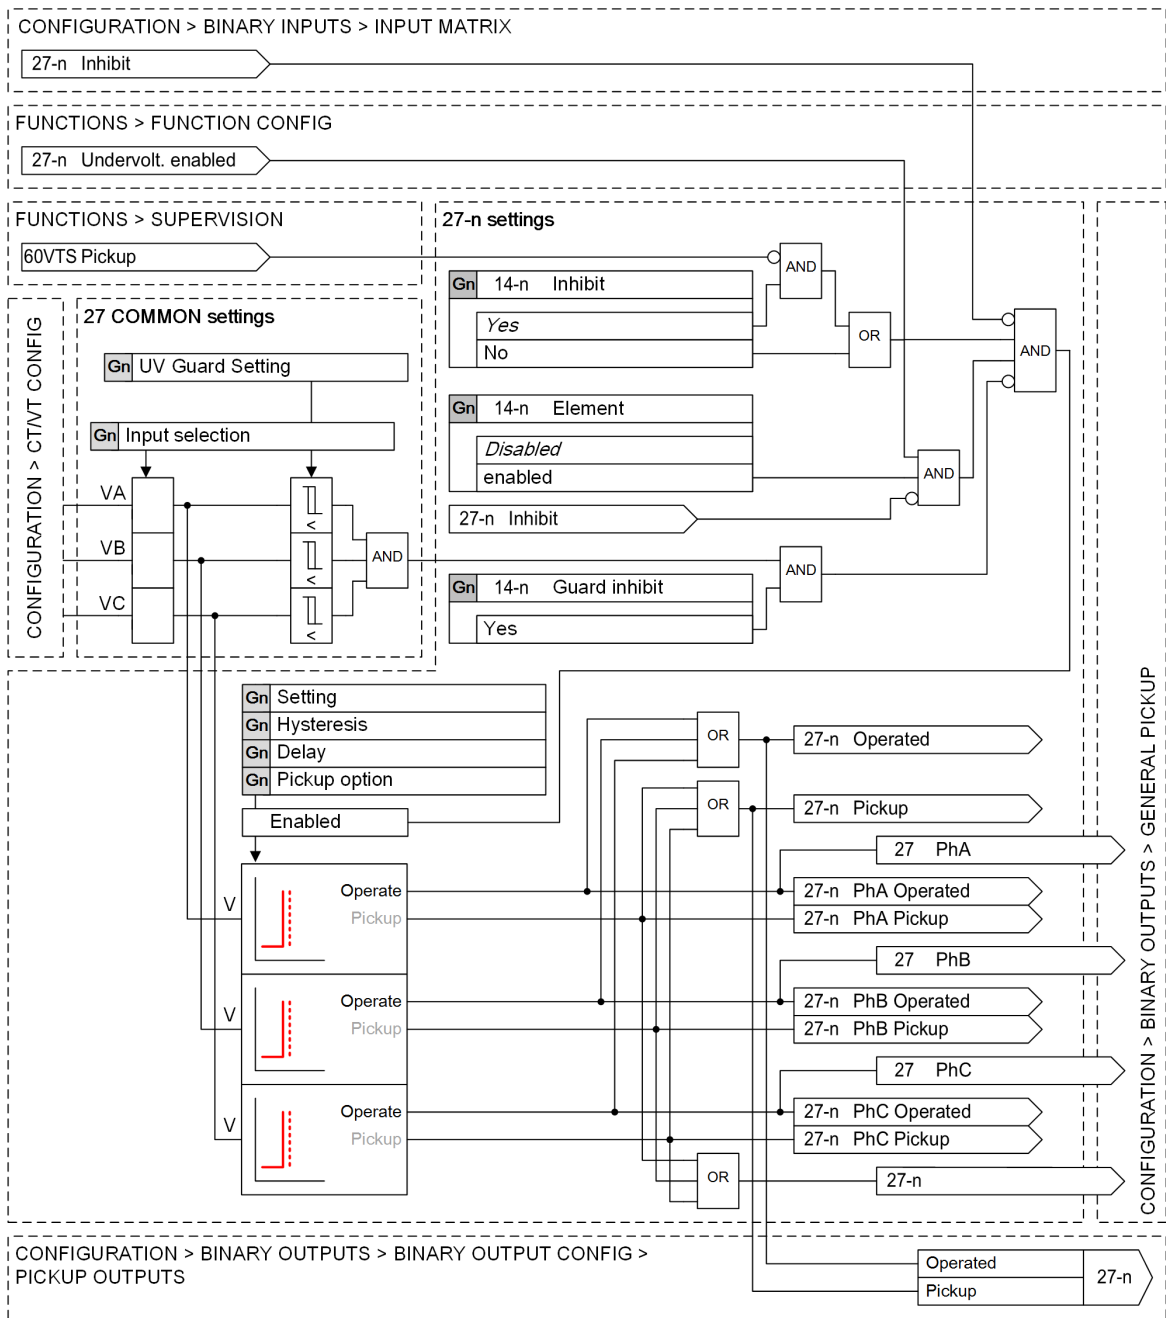 CONFIGURATION > BINARY INPUTS > INPUT MATRIX
27-n Inhibit
FUNCTIONS > FUNCTION CONFIG
27-n Undervolt. enabled
FUNCTIONS > SUPERVISION
60VTS Pickup
27-n settings
AND
Gn 14-n Inhibit
Yes
No
OR
AND
CONFIGURATION > CT/VT CONFIG
27 COMMON settings
Gn UV Guard Setting
Gn Input selection
VA
VB
VC
<
<
<
AND
Gn 14-n Element
Disabled
enabled
AND
27-n Inhibit
AND
Gn 14-n Guard inhibit
Yes
Gn Setting
Gn Hysteresis
Gn Delay
Gn Pickup option
Enabled
V
Operate
Pickup
V
Operate
Pickup
V
Operate
Pickup
OR
27-n Operated
OR
27-n Pickup
27 PhA
27-n PhA Operated
27-n PhA Pickup
27 PhB
27-n PhB Operated
27-n PhB Pickup
27 PhC
27-n PhC Operated
27-n PhC Pickup
OR
27-n
CONFIGURATION > BINARY OUTPUTS > GENERAL PICKUP
CONFIGURATION > BINARY OUTPUTS > BINARY OUTPUT CONFIG >
PICKUP OUTPUTS
Operated
Pickup
27-n